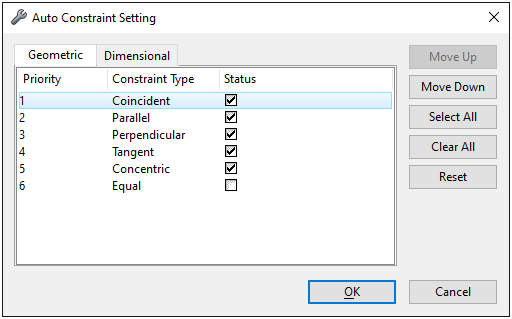 Auto Constraint Setting
Geometric Dimensional
Priority Constraint Type Status
1 Coincident
2 Parallel
3 Perpendicular
4 Tangent
5 Concentric
6 Equal
Move Up
Move Down
Select All
Clear All
Reset
OK Cancel